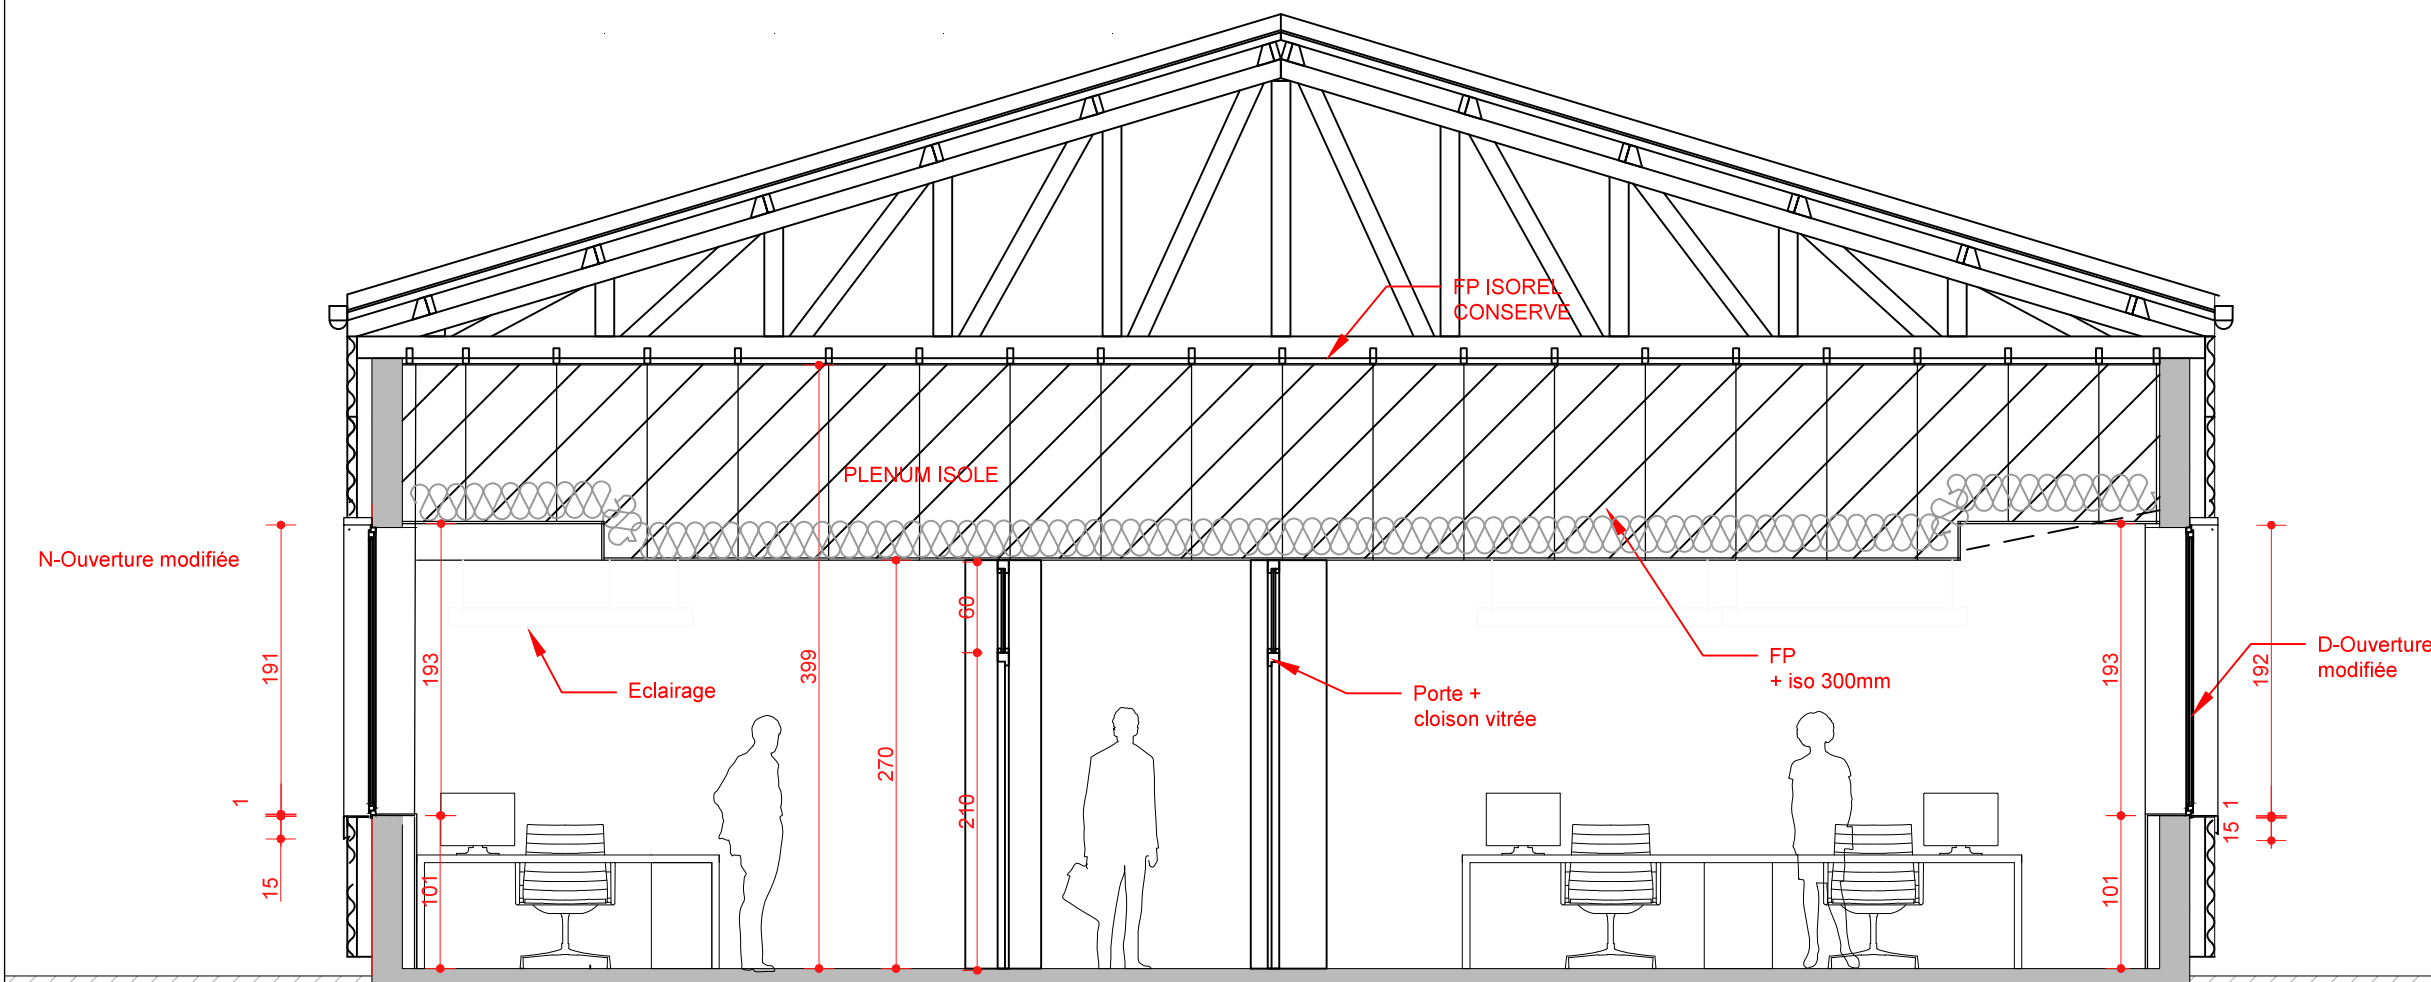 FP ISOREL
CONSERVE
PLENUM ISOLE
N-Ouverture modifiée
191
193
1
15
101
Eclairage
399
270
60
210
Porte +
cloison vitrée
FP
+ iso 300mm
193
101
192
1
15
D-Ouverture
modifiée